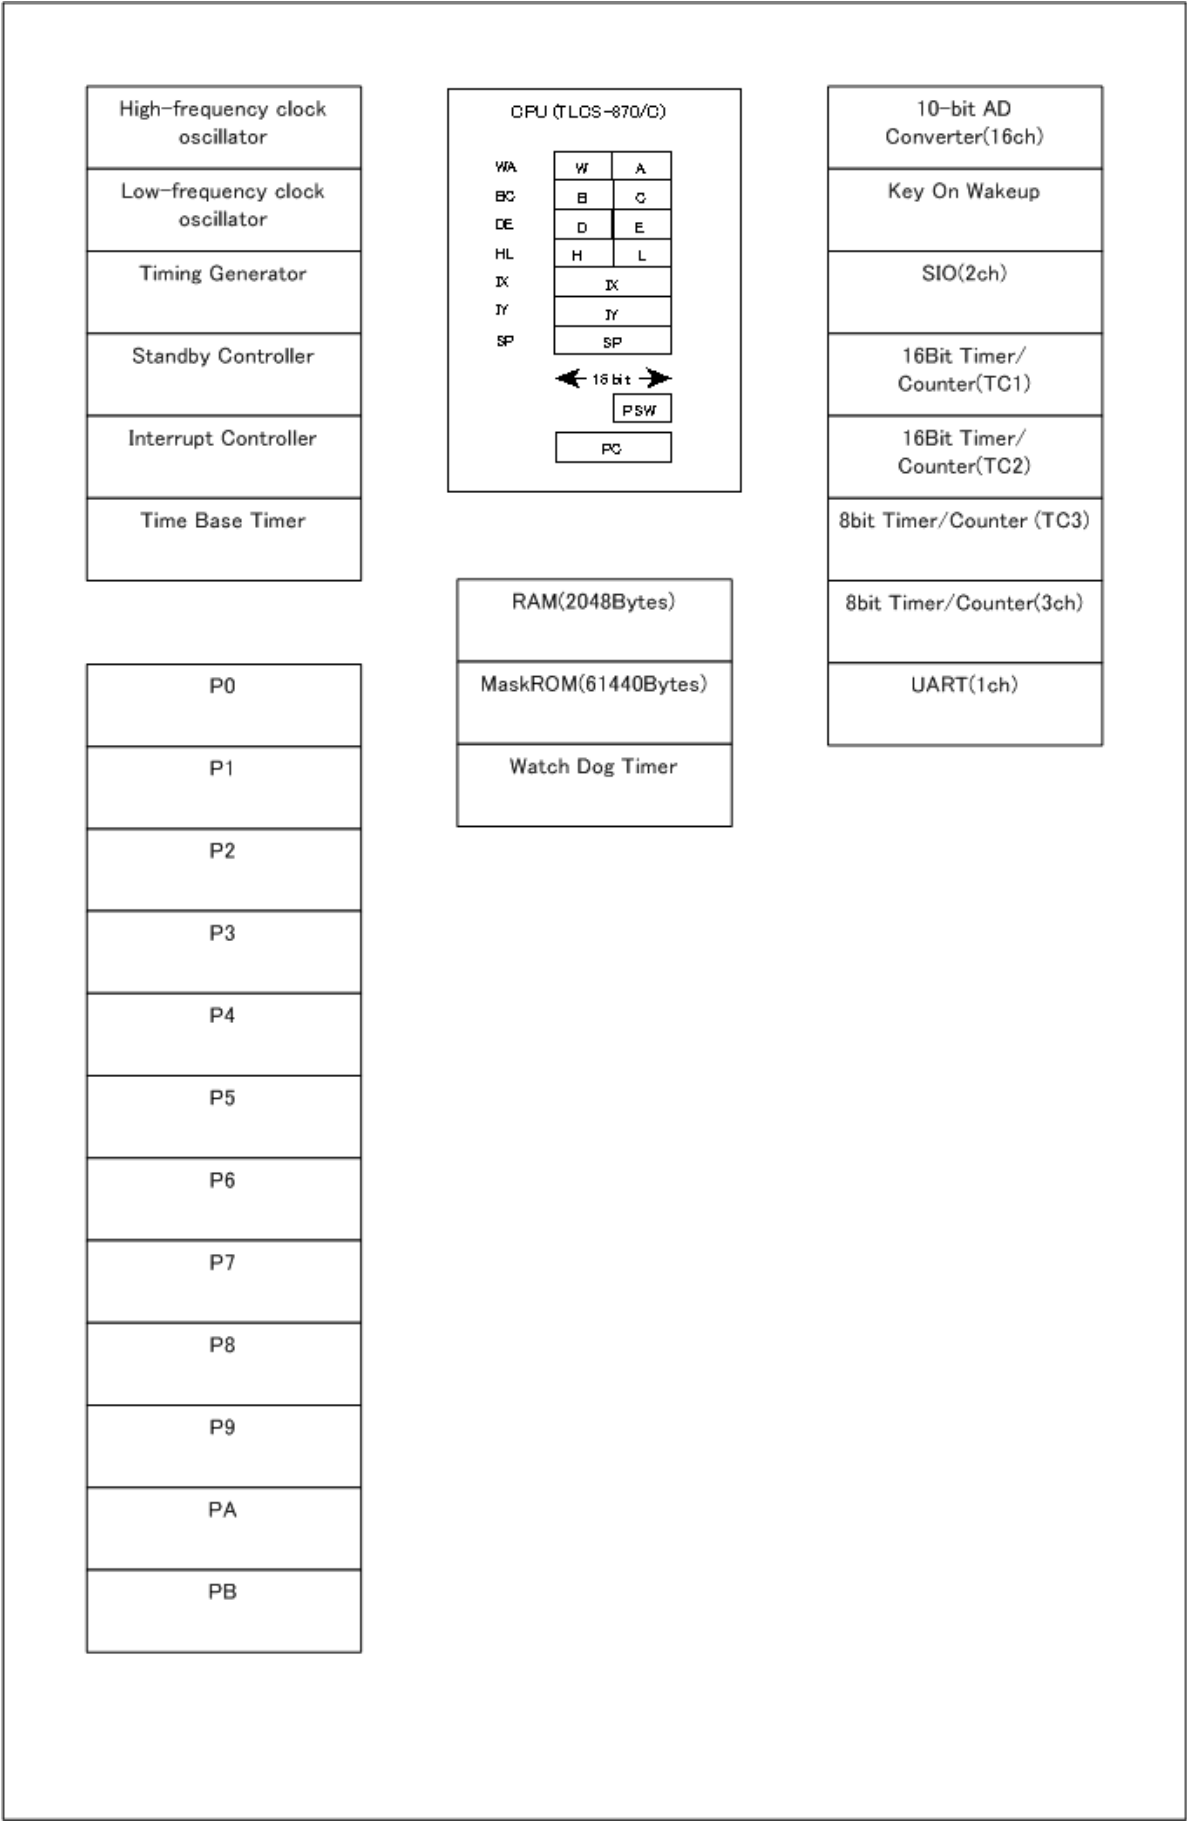 High-frequency clock
oscillator
Low-frequency clock
oscillator
Timing Generator
Standby Controller
Interrupt Controller
Time Base Timer
P0
P1
P2
P3
P4
P5
P6
P7
P8
P9
PA
PB
CPU (TLCS-870/C)
WA W A
BC B C
DE D E
HL H L
IX IX
IY IY
SP SP
16 bit
PSW
PC
RAM(2048Bytes)
MaskROM(61440Bytes)
Watch Dog Timer
10-bit AD
Converter(16ch)
Key On Wakeup
SIO(2ch)
16Bit Timer/
Counter(TC1)
16Bit Timer/
Counter(TC2)
8bit Timer/Counter (TC3)
8bit Timer/Counter(3ch)
UART(1ch)